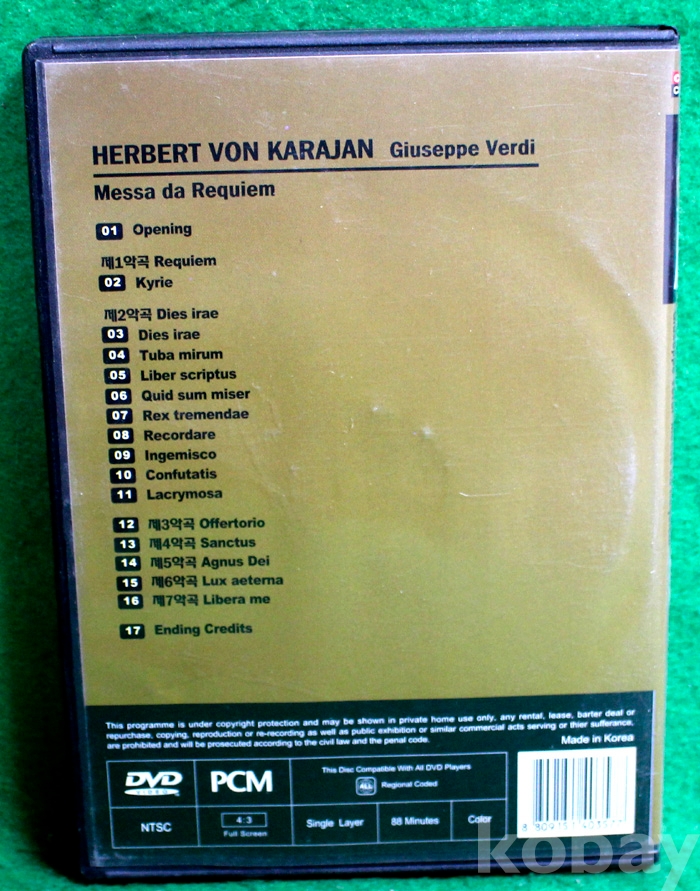 HERBERT VON KARAJAN Giuseppe Verdi
Messa da Requiem
01 Opening
제1악곡 Requiem
02 Kyrie
제2악곡 Dies irae
03 Dies irae
04 Tuba mirum
05 Liber scriptus
06 Quid sum miser
07 Rex tremendae
08 Recordare
09 Ingemisco
10 Confutatis
11 Lacrymosa
12 제3악곡 Offertorio
13 제4악곡 Sanctus
14 제5악곡 Agnus Dei
15 제6악곡 Lux aeterna
16 제7악곡 Libera me
17 Ending Credits
This programme is under copyright protection and may be shown in private home use only, any rental, lease, barter deal or
repurchase, copying, reproduction or re-recording as well as public exhibition or similar commercial acts serving or thier sufferance,
are prohibited and will be prosecuted according to the civil law and the penal code.
Made in Korea
DVD VIDEO
PCM
This Disc Compatible With All DVD Players
ALL Regional Coded
NTSC
4:3
Full Screen
Single Layer
88 Minutes
Color
kobay